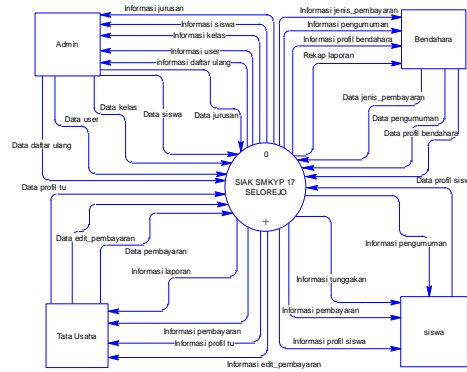 Informasi jurusan
Informasi siswa
Informasi kelas
Informasi user
informasi daftar ulang
Admin
Informasi jenis_pembayaran
Informasi pengumuman
Informasi profil bendahara
Rekap laporan
Bendahara
Data kelas
Data siswa
Data jurusan
Data user
Data daftar ulang
Data profil tu
Data jenis_pembayaran
Data pengumuman
Data profil bendahara
Data profil sisw
0
SIAK SMKYP 17
SELOREJO
+
Data edit_pembayaran
Data pembayaran
Informasi laporan
Informasi pengumuman
Informasi tunggakan
Informasi pembayaran
Informasi profil siswa
siswa
Tata Usaha
Informasi pembayaran
Informasi profil tu
Informasi edit_pembayaran